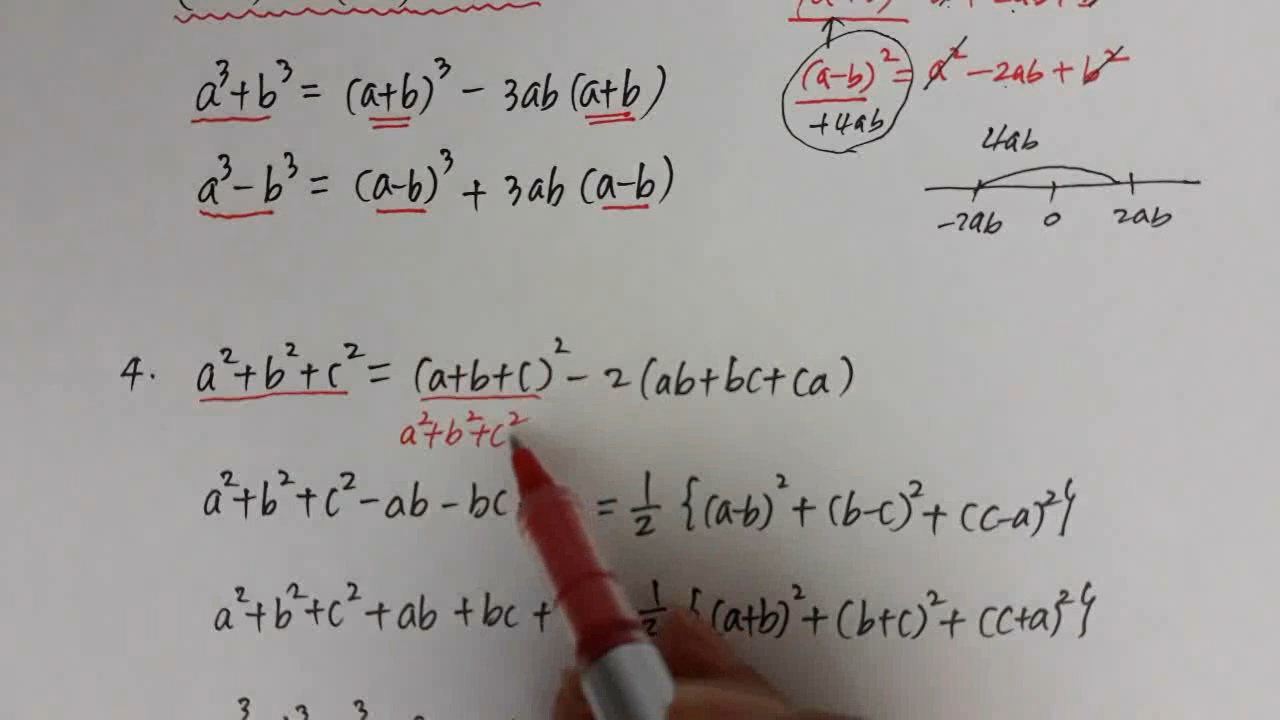 a³+b³ = (a+b)³ - 3ab (a+b)
a³-b³ = (a-b)³ + 3ab (a-b)
(a-b)² = a² -2ab + b²
+4ab
4ab
-2ab 0 2ab
4. a²+b²+c² = (a+b+c)² - 2 (ab+bc+ca)
a²+b²+c²
a²+b²+c²-ab-bc = 1/2 {(a-b)²+(b-c)²+(c-a)²}
a²+b²+c²+ab+bc+ 1/2 {(a+b)²+(b+c)²+(c+a)²}